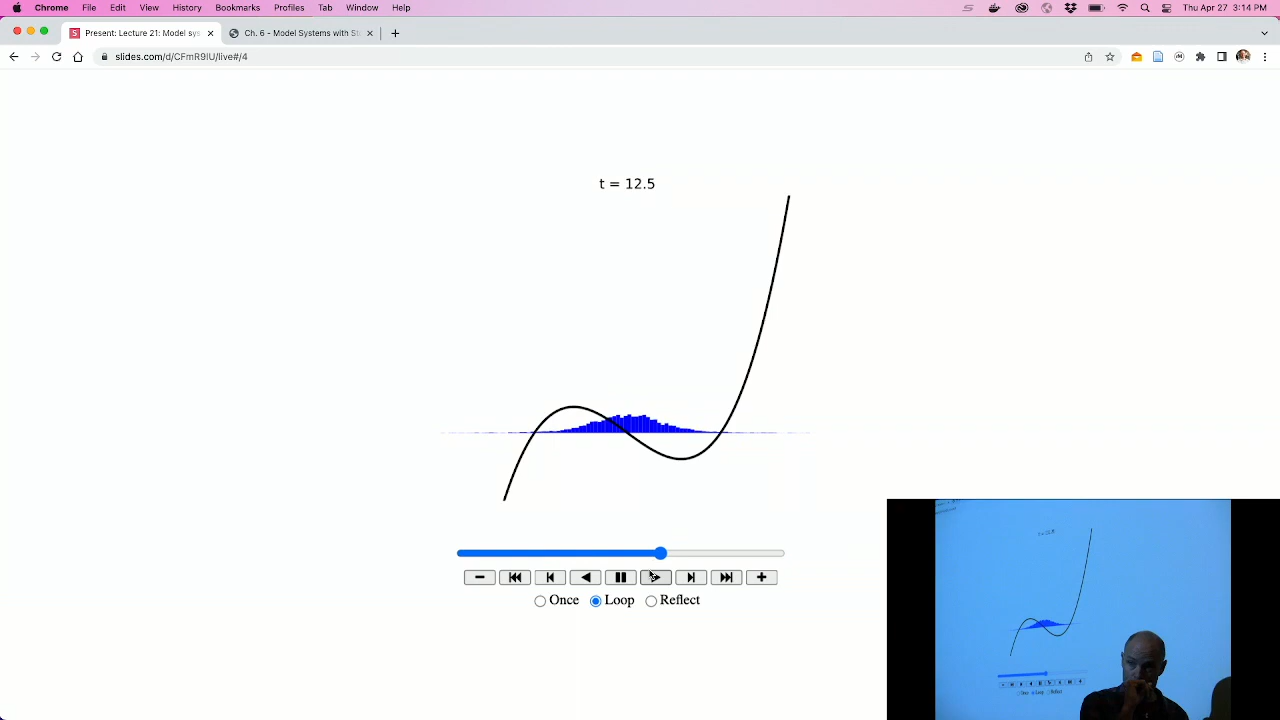 Chrome File Edit View History Bookmarks Profiles Tab Window Help Thu Apr 27 3:14 PM
Present: Lecture 21: Model sys Ch. 6 - Model Systems with St
slides.com/d/CFmR9IU/live#/4
t = 12.5
Once Loop Reflect